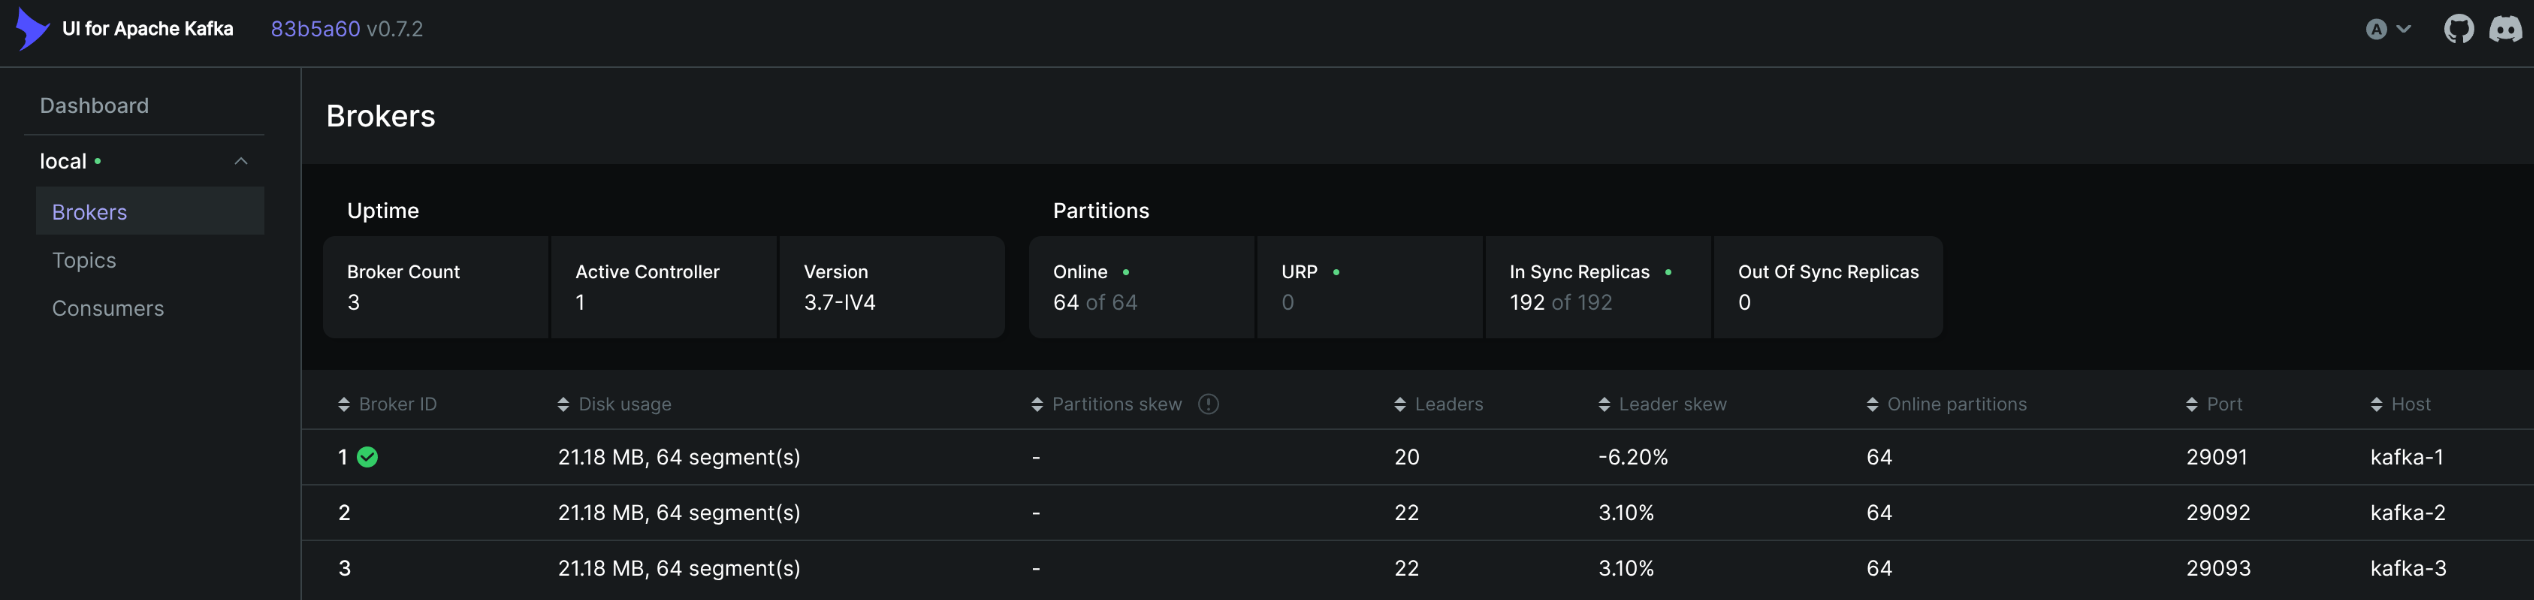 UI for Apache Kafka 83b5a60 v0.7.2 A
Dashboard
local
Brokers
Topics
Consumers
Brokers
Uptime
Broker Count Active Controller Version
3 1 3.7-IV4
Partitions
Online URP In Sync Replicas Out Of Sync Replicas
64 of 64 0 192 of 192 0
Broker ID Disk usage Partitions skew Leaders Leader skew Online partitions Port Host
1 21.18 MB, 64 segment(s) - 20 -6.20% 64 29091 kafka-1
2 21.18 MB, 64 segment(s) - 22 3.10% 64 29092 kafka-2
3 21.18 MB, 64 segment(s) - 22 3.10% 64 29093 kafka-3